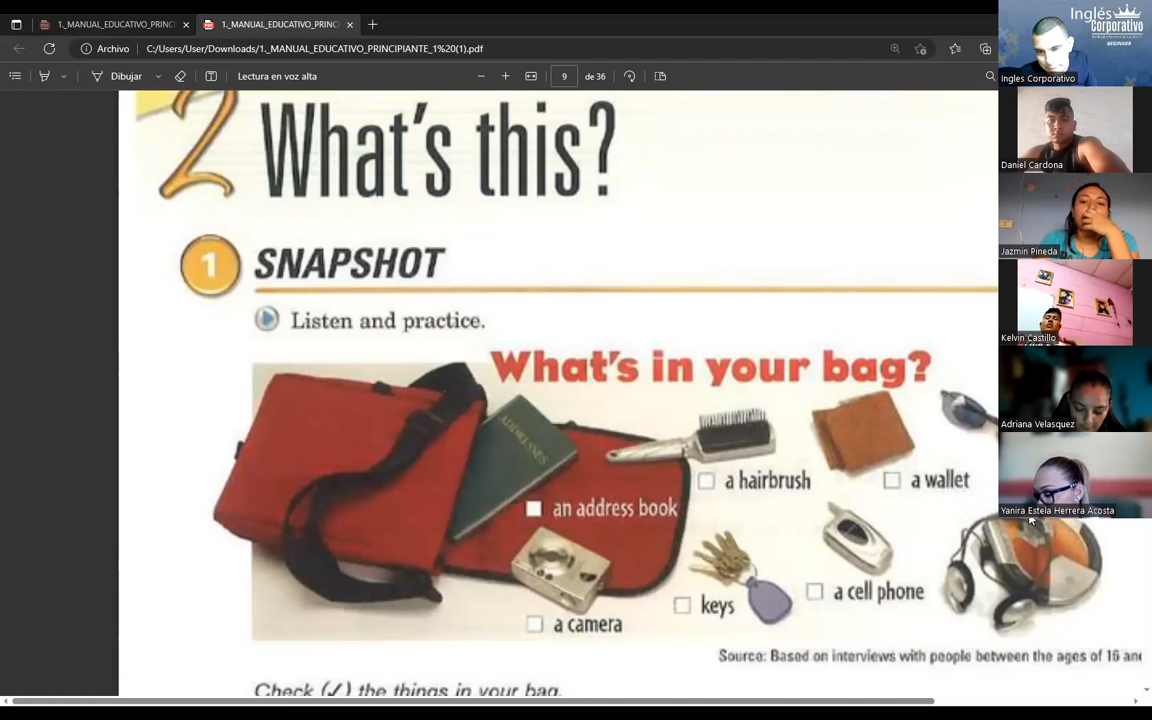 1._MANUAL_EDUCATIVO_PRINC
1._MANUAL_EDUCATIVO_PRINC
Archivo
C:/Users/User/Downloads/1._MANUAL_EDUCATIVO_PRINCIPIANTE_1%20(1).pdf
Dibujar
Lectura en voz alta
9
de 36
2 What's this?
1 SNAPSHOT
Listen and practice.
What's in your bag?
ADDRESSES
a hairbrush
a wallet
an address book
a cell phone
keys
a camera
Source: Based on interviews with people between the ages of 16 and
Check (✓) the things in your bag.
Inglés
Corporativo
BEGINNER
Ingles Corporativo
Daniel Cardona
Jazmin Pineda
Kelvin Castillo
Adriana Velasquez
Yanira Estela Herrera Acosta